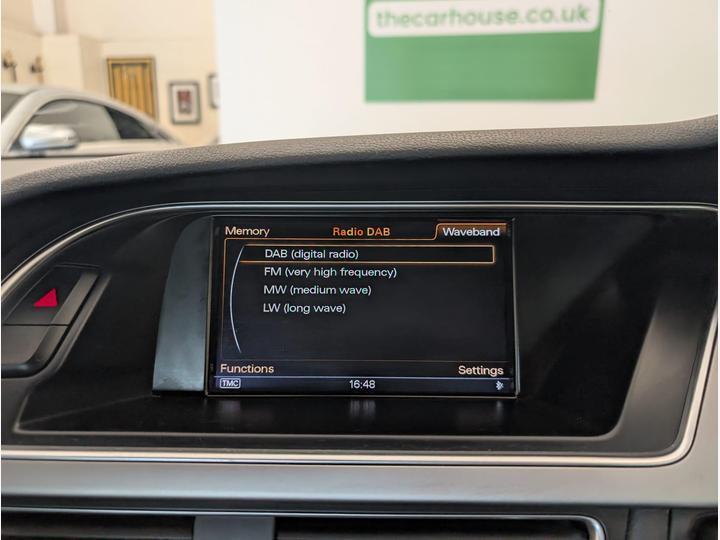 thecarhouse.co.uk
Memory Radio DAB Waveband
DAB (digital radio)
FM (very high frequency)
MW (medium wave)
LW (long wave)
Functions Settings
TMC 16:48